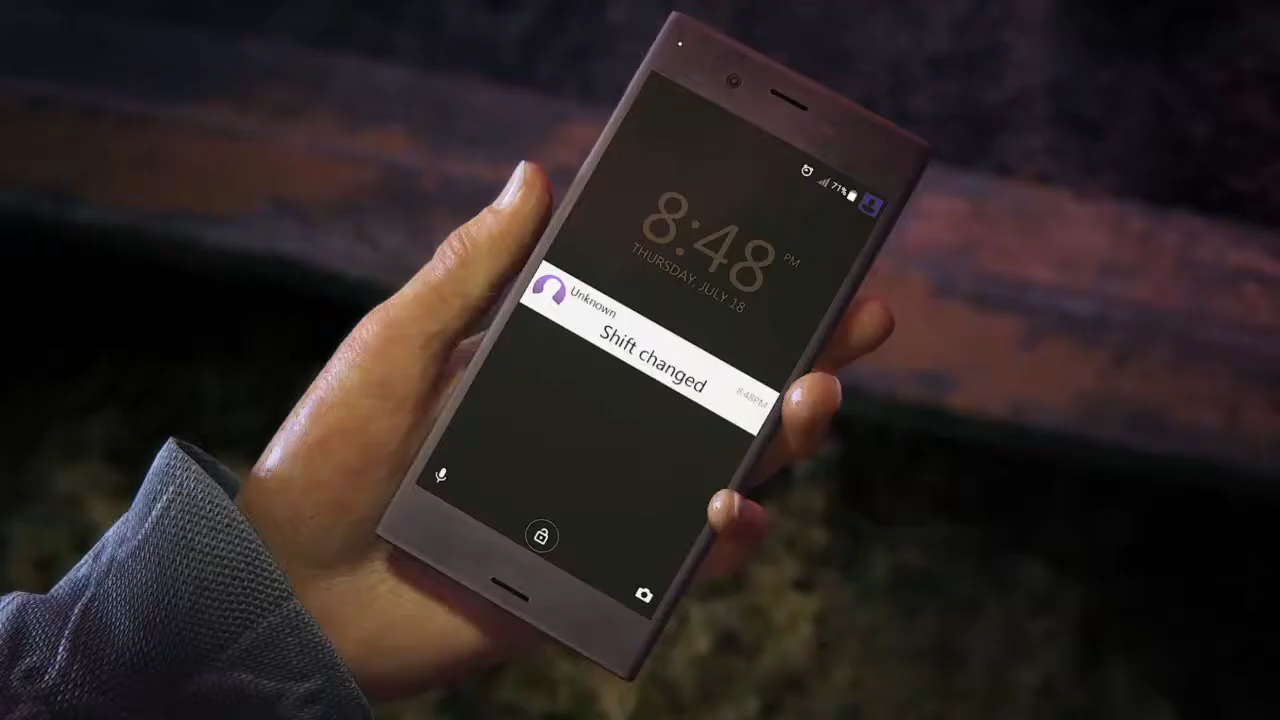 71%
8:48 PM
THURSDAY, JULY 18
Unknown
Shift changed
8:48PM